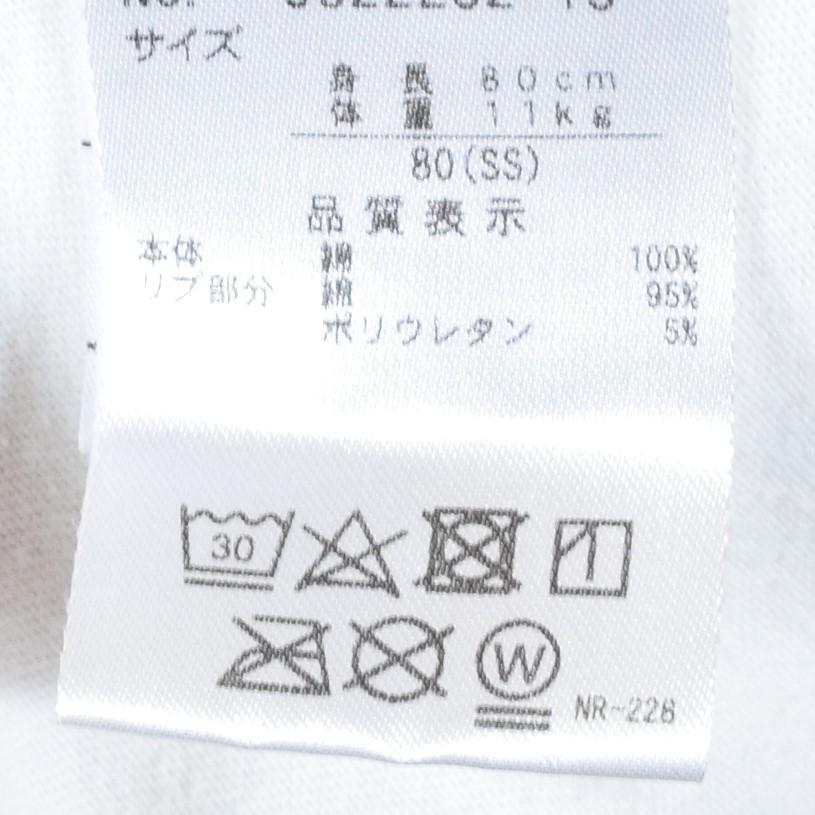 サイズ
身長 80cm
体重 11kg
80(SS)
品質表示
本体 綿 100%
リブ部分 綿 95%
ポリウレタン 5%
30
W
NR-226